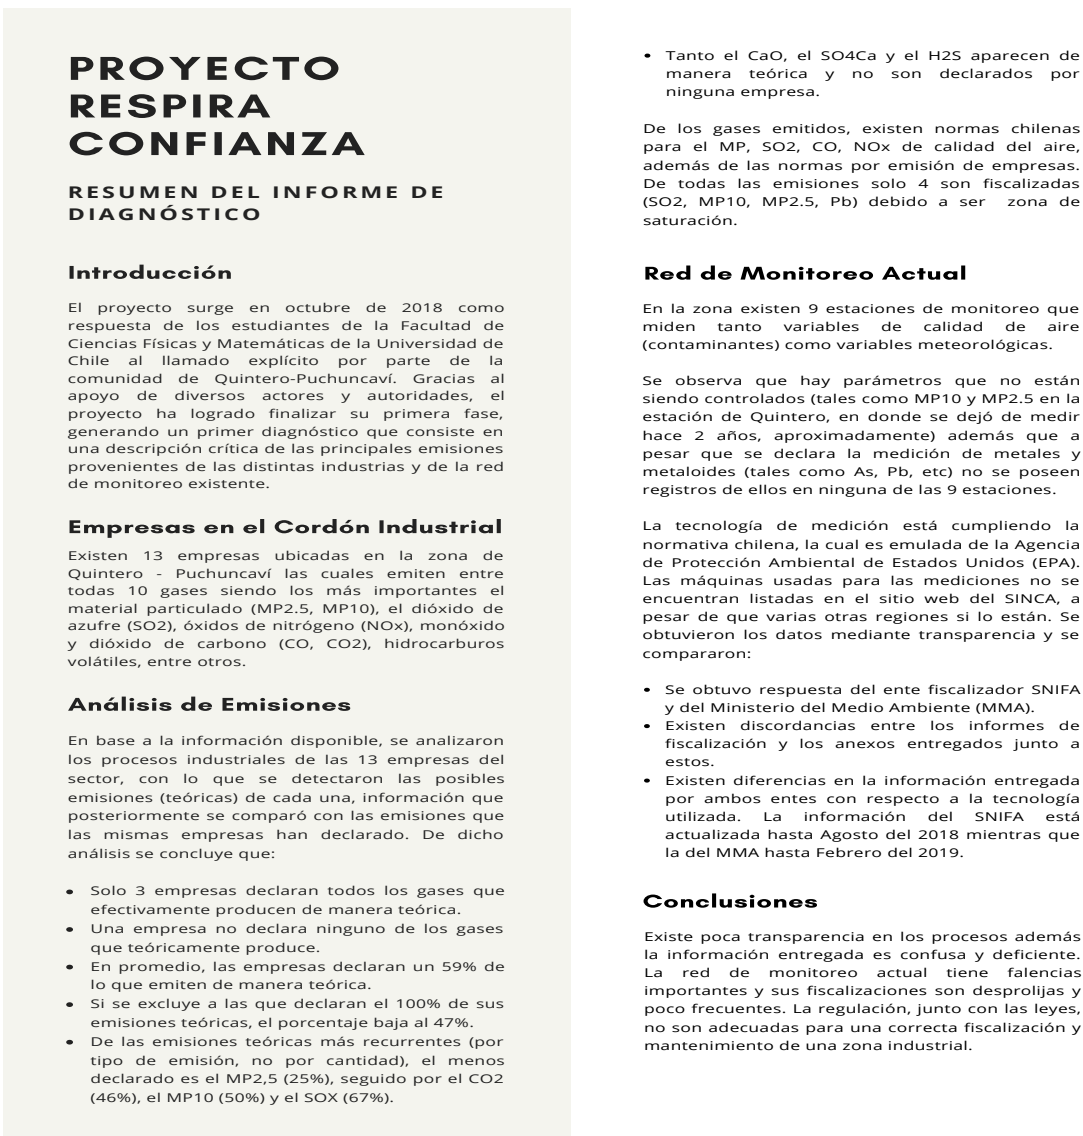 PROYECTO
RESPIRA
CONFIANZA
RESUMEN DEL INFORME DE
DIAGNÓSTICO
Introducción
El proyecto surge en octubre de 2018 como
respuesta de los estudiantes de la Facultad de
Ciencias Físicas y Matemáticas de la Universidad de
Chile al llamado explícito por parte de la
comunidad de Quintero-Puchuncaví. Gracias al
apoyo de diversos actores y autoridades, el
proyecto ha logrado finalizar su primera fase,
generando un primer diagnóstico que consiste en
una descripción crítica de las principales emisiones
provenientes de las distintas industrias y de la red
de monitoreo existente.
Empresas en el Cordón Industrial
Existen 13 empresas ubicadas en la zona de
Quintero - Puchuncaví las cuales emiten entre
todas 10 gases siendo los más importantes el
material particulado (MP2.5, MP10), el dióxido de
azufre (SO2), óxidos de nitrógeno (NOx), monóxido
y dióxido de carbono (CO, CO2), hidrocarburos
volátiles, entre otros.
Análisis de Emisiones
En base a la información disponible, se analizaron
los procesos industriales de las 13 empresas del
sector, con lo que se detectaron las posibles
emisiones (teóricas) de cada una, información que
posteriormente se comparó con las emisiones que
las mismas empresas han declarado. De dicho
análisis se concluye que:
• Solo 3 empresas declaran todos los gases que
efectivamente producen de manera teórica.
• Una empresa no declara ninguno de los gases
que teóricamente produce.
• En promedio, las empresas declaran un 59% de
lo que emiten de manera teórica.
• Si se excluye a las que declaran el 100% de sus
emisiones teóricas, el porcentaje baja al 47%.
• De las emisiones teóricas más recurrentes (por
tipo de emisión, no por cantidad), el menos
declarado es el MP2,5 (25%), seguido por el CO2
(46%), el MP10 (50%) y el SOX (67%).
• Tanto el CaO, el SO4Ca y el H2S aparecen de
manera teórica y no son declarados por
ninguna empresa.
De los gases emitidos, existen normas chilenas
para el MP, SO2, CO, NOx de calidad del aire,
además de las normas por emisión de empresas.
De todas las emisiones solo 4 son fiscalizadas
(SO2, MP10, MP2.5, Pb) debido a ser zona de
saturación.
Red de Monitoreo Actual
En la zona existen 9 estaciones de monitoreo que
miden tanto variables de calidad de aire
(contaminantes) como variables meteorológicas.
Se observa que hay parámetros que no están
siendo controlados (tales como MP10 y MP2.5 en la
estación de Quintero, en donde se dejó de medir
hace 2 años, aproximadamente) además que a
pesar que se declara la medición de metales y
metaloides (tales como As, Pb, etc) no se poseen
registros de ellos en ninguna de las 9 estaciones.
La tecnología de medición está cumpliendo la
normativa chilena, la cual es emulada de la Agencia
de Protección Ambiental de Estados Unidos (EPA).
Las máquinas usadas para las mediciones no se
encuentran listadas en el sitio web del SINCA, a
pesar de que varias otras regiones si lo están. Se
obtuvieron los datos mediante transparencia y se
compararon:
• Se obtuvo respuesta del ente fiscalizador SNIFA
y del Ministerio del Medio Ambiente (MMA).
• Existen discordancias entre los informes de
fiscalización y los anexos entregados junto a
estos.
• Existen diferencias en la información entregada
por ambos entes con respecto a la tecnología
utilizada. La información del SNIFA está
actualizada hasta Agosto del 2018 mientras que
la del MMA hasta Febrero del 2019.
Conclusiones
Existe poca transparencia en los procesos además
la información entregada es confusa y deficiente.
La red de monitoreo actual tiene falencias
importantes y sus fiscalizaciones son desprolijas y
poco frecuentes. La regulación, junto con las leyes,
no son adecuadas para una correcta fiscalización y
mantenimiento de una zona industrial.